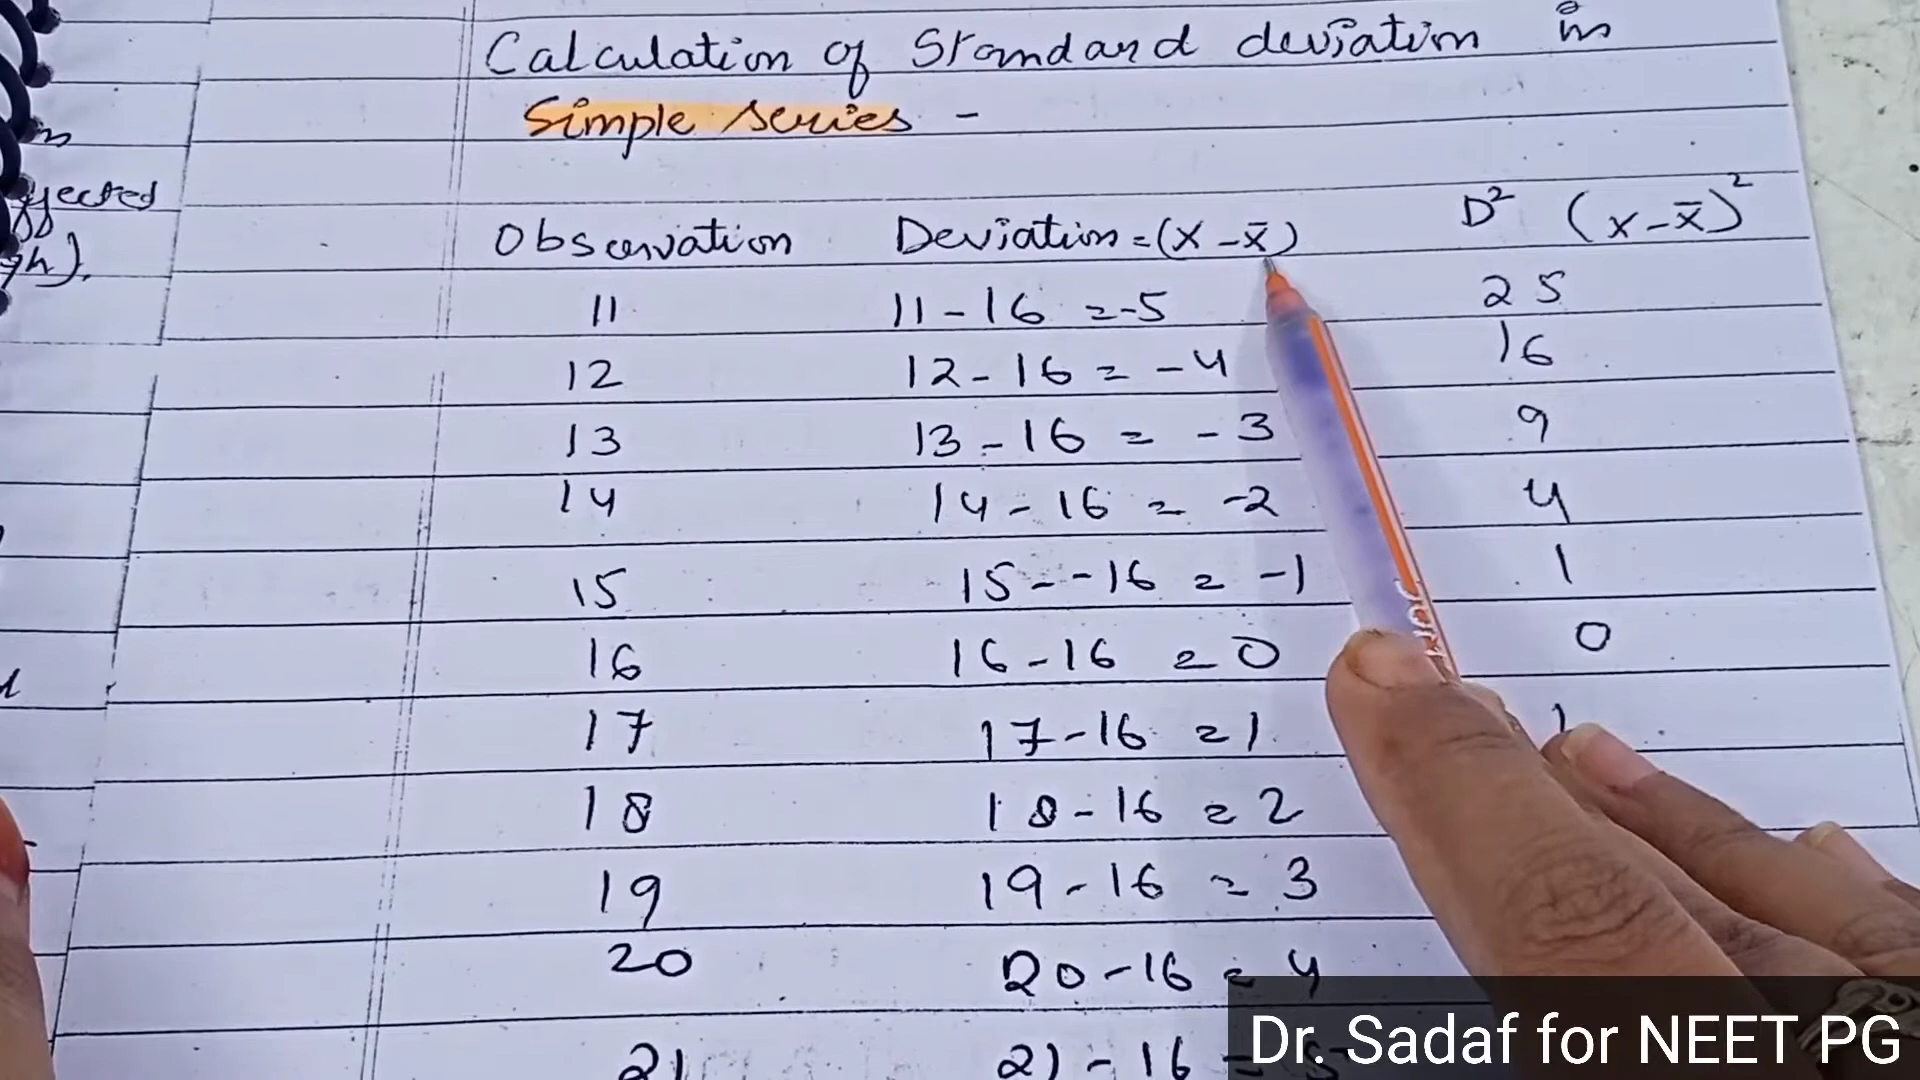 Calculation of Standard deviation in
Simple series -
Observation Deviation = (x - x̄) D² (x - x̄)²
11 11 - 16 = -5 25
12 12 - 16 = -4 16
13 13 - 16 = -3 9
14 14 - 16 = -2 4
15 15 - -16 = -1 1
16 16 - 16 = 0 0
17 17 - 16 = 1 1
18 18 - 16 = 2
19 19 - 16 = 3
20 20 - 16 = 4
21 21 - 16 =
Dr. Sadaf for NEET PG